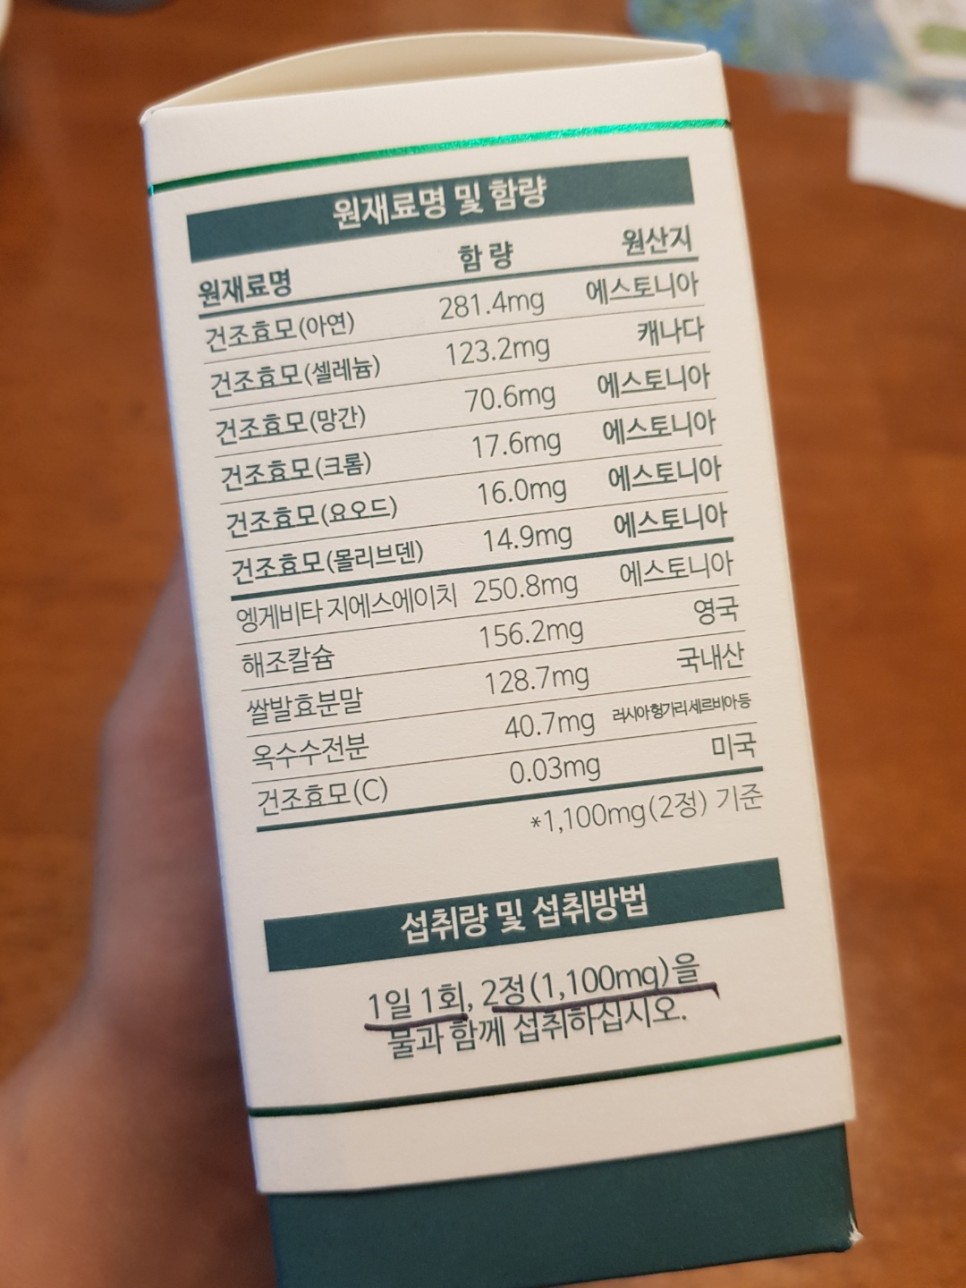 원재료명 및 함량
원재료명 함 량 원산지
건조효모(아연) 281.4mg 에스토니아
건조효모(셀레늄) 123.2mg 캐나다
건조효모(망간) 70.6mg 에스토니아
건조효모(크롬) 17.6mg 에스토니아
건조효모(요오드) 16.0mg 에스토니아
건조효모(몰리브덴) 14.9mg 에스토니아
엥게비타 지에스에이치 250.8mg 에스토니아
해조칼슘 156.2mg 영국
쌀발효분말 128.7mg 국내산
옥수수전분 40.7mg 러시아헝가리세르비아등
건조효모(C) 0.03mg 미국
*1,100mg(2정) 기준
섭취량 및 섭취방법
1일 1회, 2정(1,100mg)을
물과 함께 섭취하십시오.